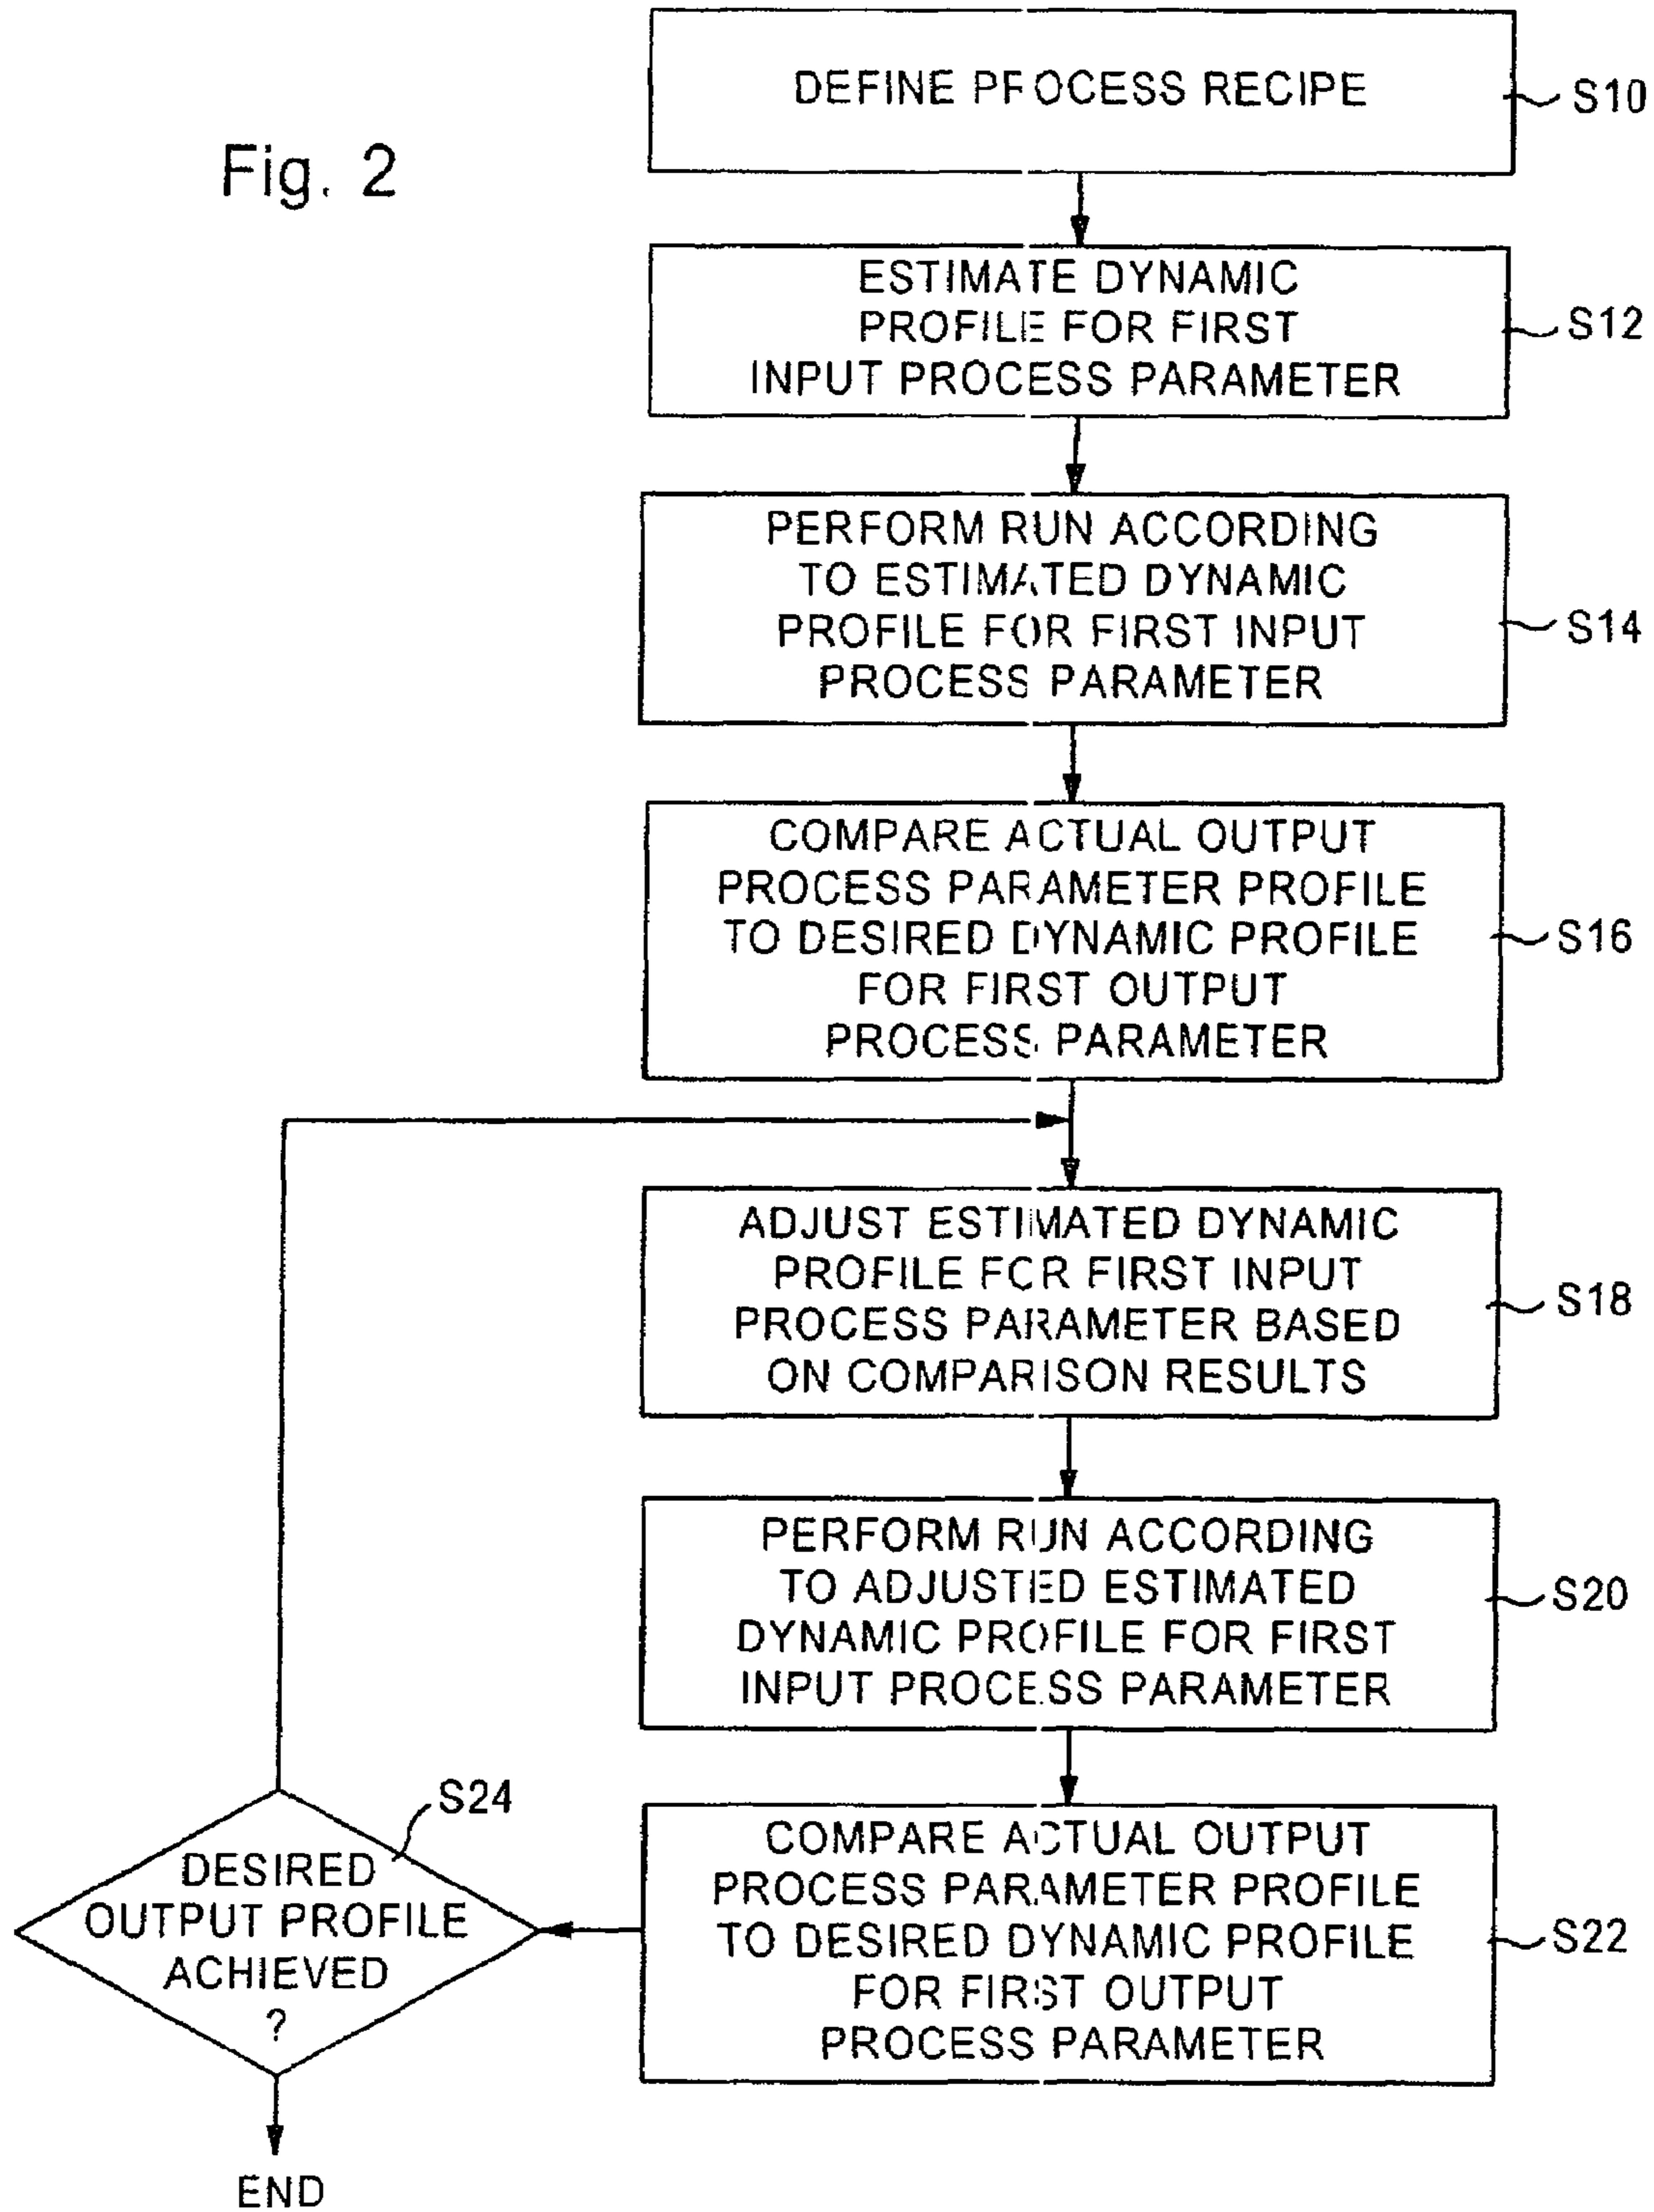 Fig. 2
DEFINE PROCESS RECIPE
S10
ESTIMATE DYNAMIC
PROFILE FOR FIRST
INPUT PROCESS PARAMETER
S12
PERFORM RUN ACCORDING
TO ESTIMATED DYNAMIC
PROFILE FOR FIRST INPUT
PROCESS PARAMETER
S14
COMPARE ACTUAL OUTPUT
PROCESS PARAMETER PROFILE
TO DESIRED DYNAMIC PROFILE
FOR FIRST OUTPUT
PROCESS PARAMETER
S16
ADJUST ESTIMATED DYNAMIC
PROFILE FOR FIRST INPUT
PROCESS PARAMETER BASED
ON COMPARISON RESULTS
S18
PERFORM RUN ACCORDING
TO ADJUSTED ESTIMATED
DYNAMIC PROFILE FOR FIRST
INPUT PROCESS PARAMETER
S20
COMPARE ACTUAL OUTPUT
PROCESS PARAMETER PROFILE
TO DESIRED DYNAMIC PROFILE
FOR FIRST OUTPUT
PROCESS PARAMETER
S22
S24
DESIRED
OUTPUT PROFILE
ACHIEVED
?
END